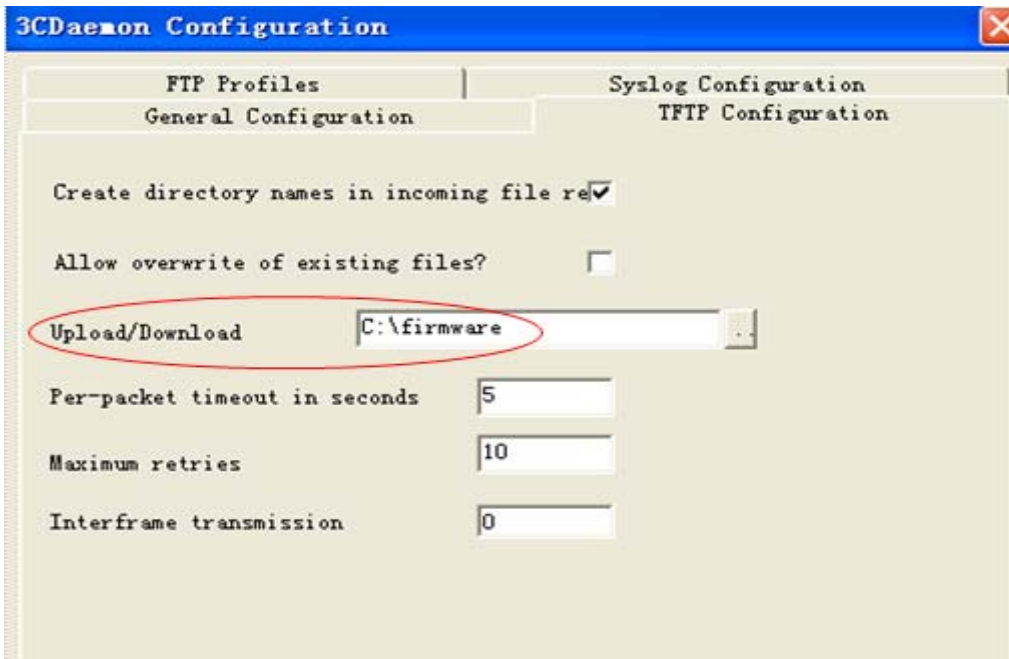 3CDaemon Configuration
FTP Profiles
Syslog Configuration
General Configuration
TFTP Configuration
Create directory names in incoming file re
Allow overwrite of existing files?
Upload/Download
C:\firmware
..
Per-packet timeout in seconds
5
Maximum retries
10
Interframe transmission
0